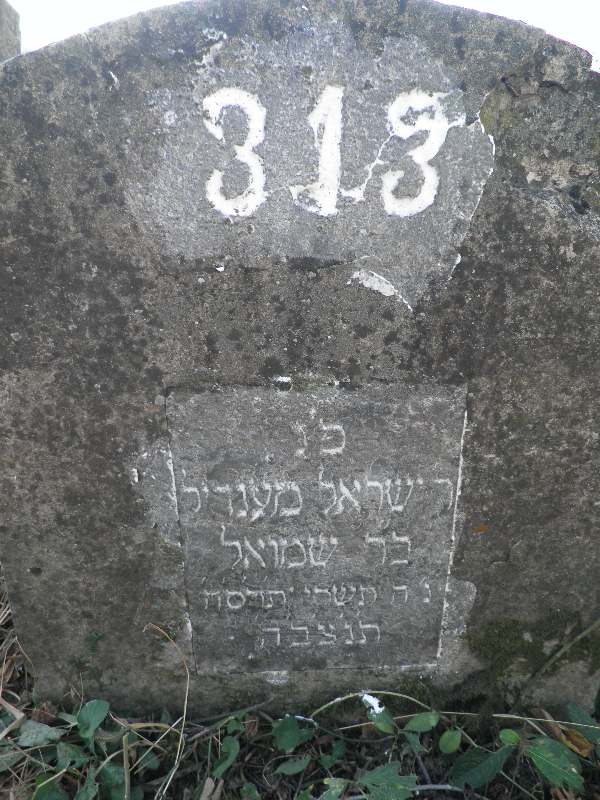 313
פ נ
ר ישראל מענדיל
בר שמואל
נ ה תשרי תרסח
תנצבה